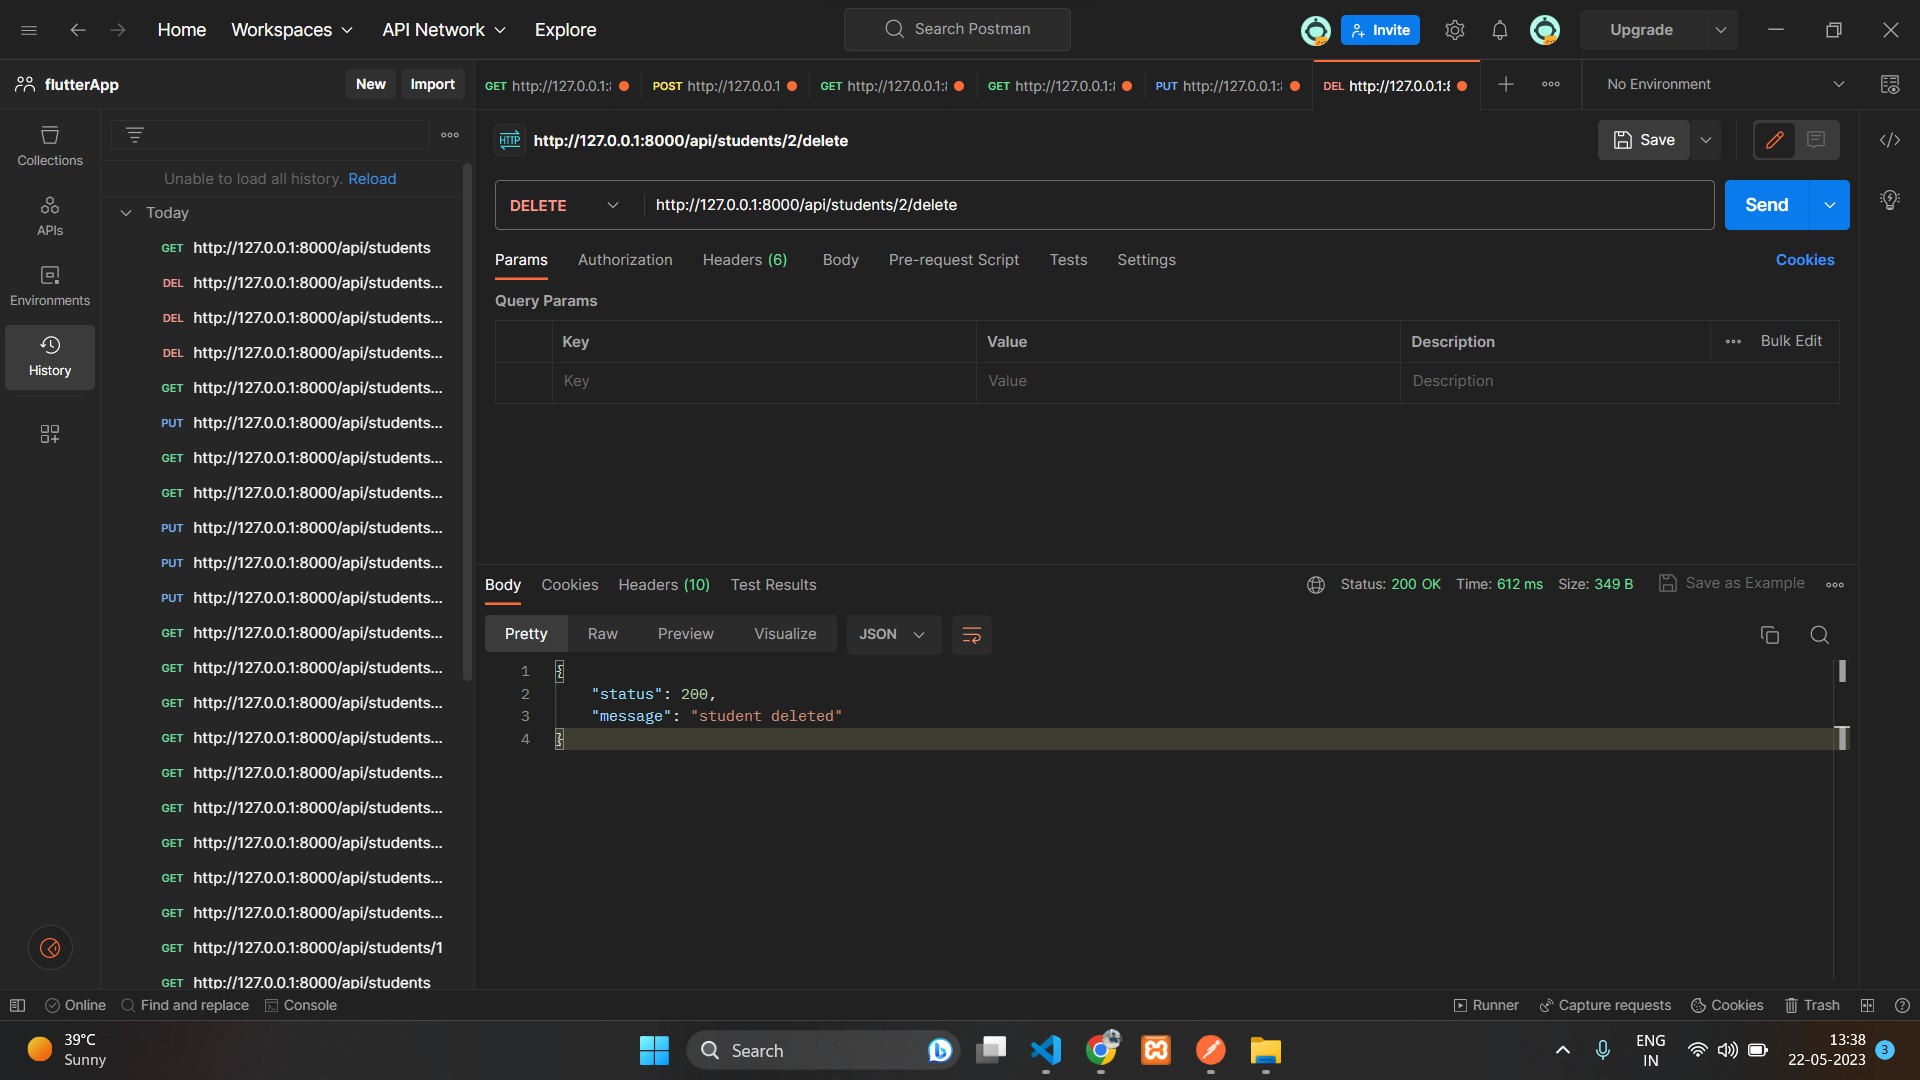 Home Workspaces API Network Explore Search Postman Invite Upgrade
flutterApp New Import
GET http://127.0.0.1:8 POST http://127.0.0.1 GET http://127.0.0.1:8 GET http://127.0.0.1:8 PUT http://127.0.0.1:8 DEL http://127.0.0.1:8 No Environment
Collections
APIs
Environments
History
Unable to load all history. Reload
Today
GET http://127.0.0.1:8000/api/students
DEL http://127.0.0.1:8000/api/students...
DEL http://127.0.0.1:8000/api/students...
DEL http://127.0.0.1:8000/api/students...
GET http://127.0.0.1:8000/api/students...
PUT http://127.0.0.1:8000/api/students...
GET http://127.0.0.1:8000/api/students...
GET http://127.0.0.1:8000/api/students...
PUT http://127.0.0.1:8000/api/students...
PUT http://127.0.0.1:8000/api/students...
PUT http://127.0.0.1:8000/api/students...
GET http://127.0.0.1:8000/api/students...
GET http://127.0.0.1:8000/api/students...
GET http://127.0.0.1:8000/api/students...
GET http://127.0.0.1:8000/api/students...
GET http://127.0.0.1:8000/api/students...
GET http://127.0.0.1:8000/api/students...
GET http://127.0.0.1:8000/api/students...
GET http://127.0.0.1:8000/api/students...
GET http://127.0.0.1:8000/api/students...
GET http://127.0.0.1:8000/api/students/1
GET http://127.0.0.1:8000/api/students
HTTP http://127.0.0.1:8000/api/students/2/delete Save
DELETE http://127.0.0.1:8000/api/students/2/delete Send
Params Authorization Headers (6) Body Pre-request Script Tests Settings Cookies
Query Params
Key Value Description Bulk Edit
Key Value Description
Body Cookies Headers (10) Test Results Status: 200 OK Time: 612 ms Size: 349 B Save as Example
Pretty Raw Preview Visualize JSON
1 {
2 "status": 200,
3 "message": "student deleted"
4 }
Online Find and replace Console Runner Capture requests Cookies Trash
39°C
Sunny
Search
ENG
IN
13:38
22-05-2023
3